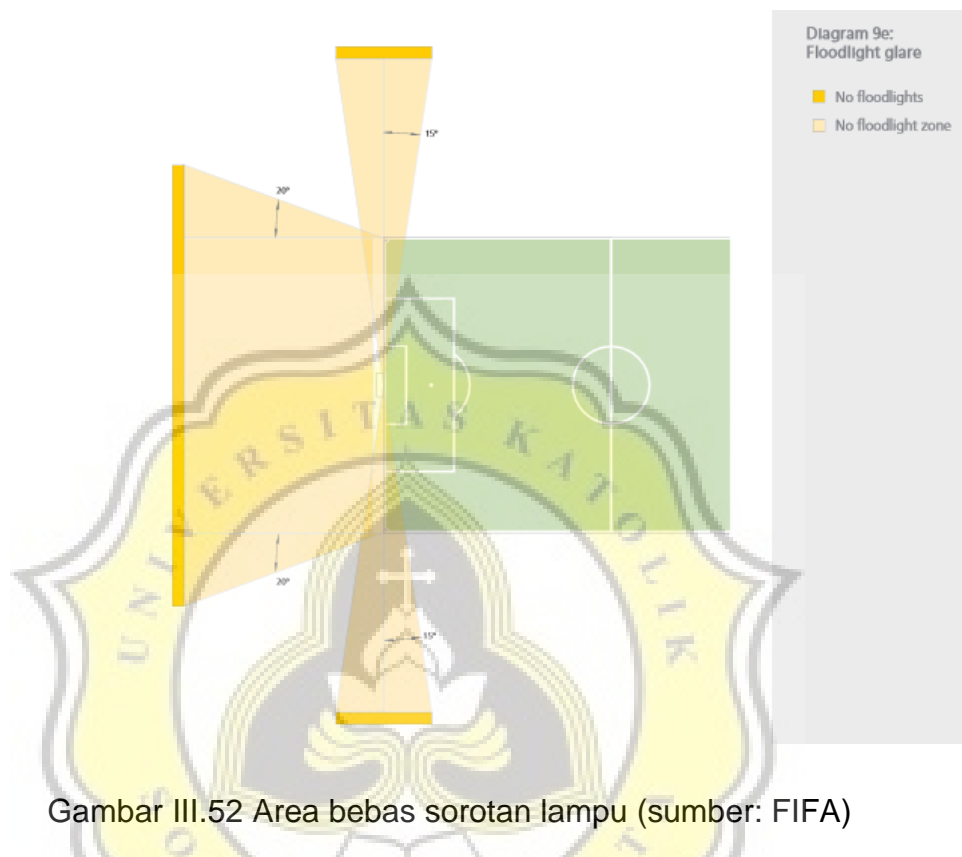 Diagram 9e:
Floodlight glare
No floodlights
No floodlight zone
15°
20°
20°
15°
UNIVERSITAS KATOLIK
Gambar III.52 Area bebas sorotan lampu (sumber: FIFA)